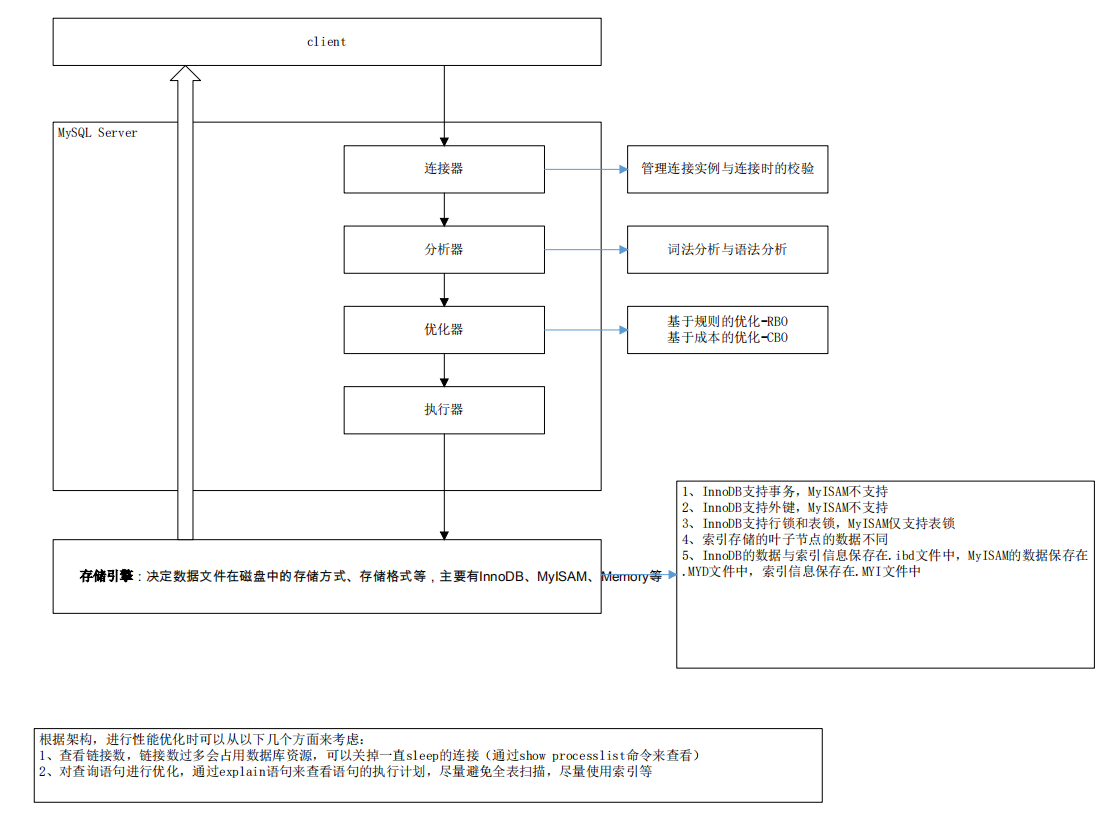 client
MySQL Server
连接器
管理连接实例与连接时的校验
分析器
词法分析与语法分析
优化器
基于规则的优化-RBO
基于成本的优化-CBO
执行器
存储引擎：决定数据文件在磁盘中的存储方式、存储格式等，主要有InnoDB、MyISAM、Memory等
1、InnoDB支持事务，MyISAM不支持
2、InnoDB支持外键，MyISAM不支持
3、InnoDB支持行锁和表锁，MyISAM仅支持表锁
4、索引存储的叶子节点的数据不同
5、InnoDB的数据与索引信息保存在.ibd文件中，MyISAM的数据保存在
.MYD文件中，索引信息保存在.MYI文件中
根据架构，进行性能优化时可以从以下几个方面来考虑：
1、查看链接数，链接数过多会占用数据库资源，可以关掉一直sleep的连接（通过show processlist命令来查看）
2、对查询语句进行优化，通过explain语句来查看语句的执行计划，尽量避免全表扫描，尽量使用索引等